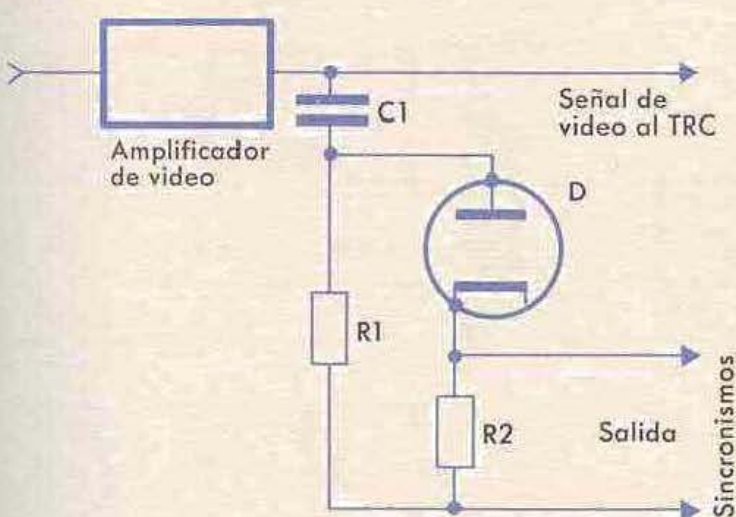 C1
Señal de
video al TRC
Amplificador
de video
D
R1
R2
Salida
Sincronismos